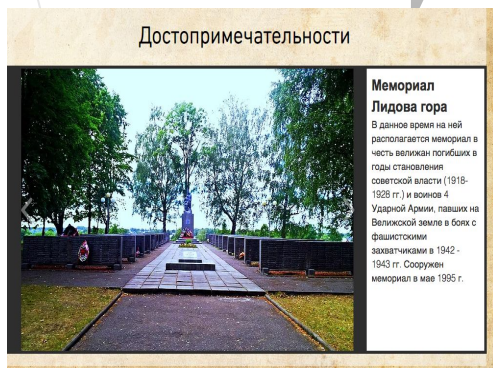 Достопримечательности
Мемориал
Лидова гора
В данное время на ней
располагается мемориал в
честь велижан погибших в
годы становления
советской власти (1918-
1928 гг.) и воинов 4
Ударной Армии, павших на
Велижской земле в боях с
фашистскими
захватчиками в 1942 -
1943 гг. Сооружен
мемориал в мае 1995 г.